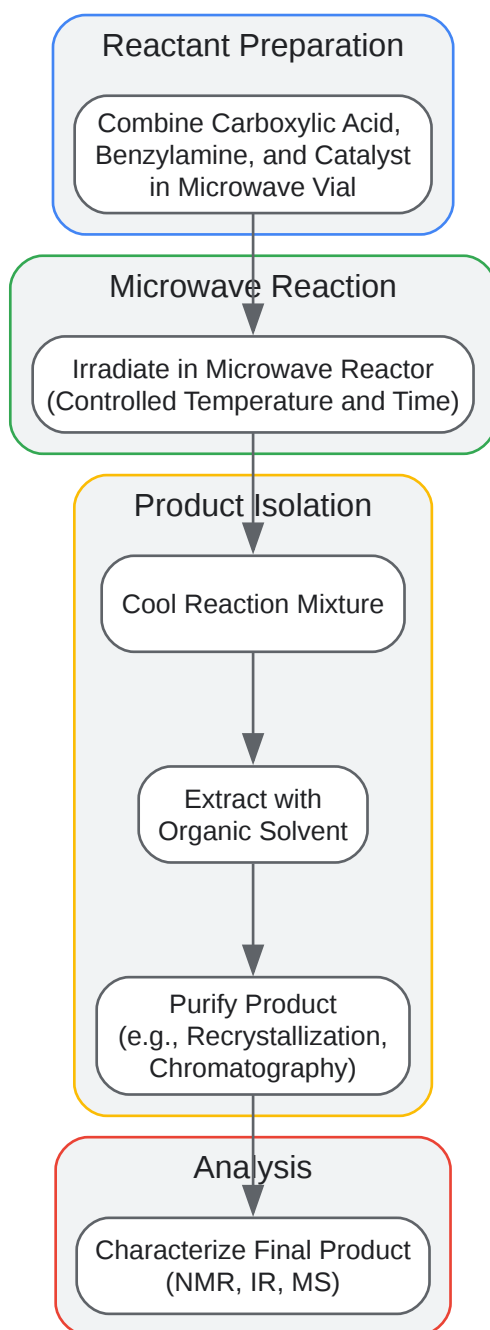 Reactant Preparation
Combine Carboxylic Acid,
Benzylamine, and Catalyst
in Microwave Vial
Microwave Reaction
Irradiate in Microwave Reactor
(Controlled Temperature and Time)
Product Isolation
Cool Reaction Mixture
Extract with
Organic Solvent
Purify Product
(e.g., Recrystallization,
Chromatography)
Analysis
Characterize Final Product
(NMR, IR, MS)